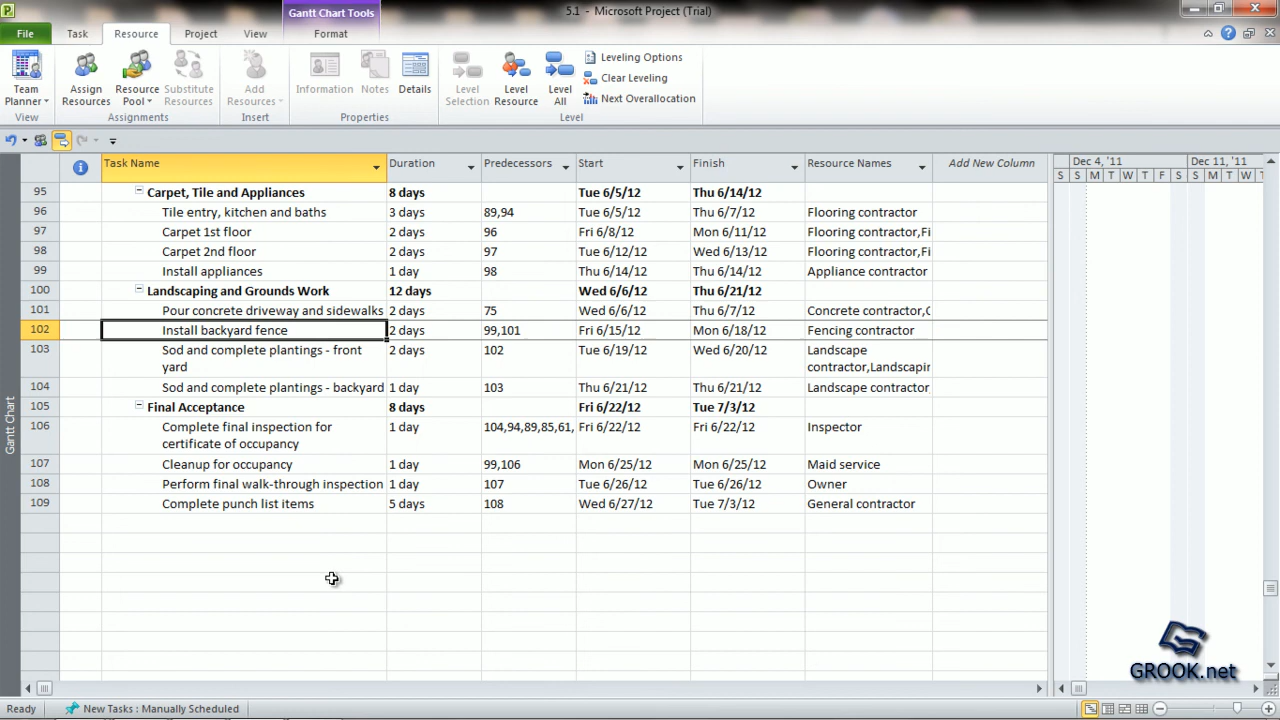 Gantt Chart Tools
5.1 - Microsoft Project (Trial)
File Task Resource Project View Format
Team Planner
Assign Resources
Resource Pool
Substitute Resources
Add Resources
Information
Notes
Details
Level Selection
Level Resource
Level All
Leveling Options
Clear Leveling
Next Overallocation
View Assignments Insert Properties Level
Task Name Duration Predecessors Start Finish Resource Names Add New Column
Dec 4, '11 Dec 11, '11
S S M T W T F S S M T W T
95 Carpet, Tile and Appliances 8 days Tue 6/5/12 Thu 6/14/12
96 Tile entry, kitchen and baths 3 days 89,94 Tue 6/5/12 Thu 6/7/12 Flooring contractor
97 Carpet 1st floor 2 days 96 Fri 6/8/12 Mon 6/11/12 Flooring contractor,Fi
98 Carpet 2nd floor 2 days 97 Tue 6/12/12 Wed 6/13/12 Flooring contractor,Fi
99 Install appliances 1 day 98 Thu 6/14/12 Thu 6/14/12 Appliance contractor
100 Landscaping and Grounds Work 12 days Wed 6/6/12 Thu 6/21/12
101 Pour concrete driveway and sidewalks 2 days 75 Wed 6/6/12 Thu 6/7/12 Concrete contractor,C
102 Install backyard fence 2 days 99,101 Fri 6/15/12 Mon 6/18/12 Fencing contractor
103 Sod and complete plantings - front 2 days 102 Tue 6/19/12 Wed 6/20/12 Landscape
yard contractor,Landscapin
104 Sod and complete plantings - backyard 1 day 103 Thu 6/21/12 Thu 6/21/12 Landscape contractor,
105 Final Acceptance 8 days Fri 6/22/12 Tue 7/3/12
106 Complete final inspection for 1 day 104,94,89,85,61, Fri 6/22/12 Fri 6/22/12 Inspector
certificate of occupancy
107 Cleanup for occupancy 1 day 99,106 Mon 6/25/12 Mon 6/25/12 Maid service
108 Perform final walk-through inspection 1 day 107 Tue 6/26/12 Tue 6/26/12 Owner
109 Complete punch list items 5 days 108 Wed 6/27/12 Tue 7/3/12 General contractor
Gantt Chart
GROOK.net
Ready New Tasks : Manually Scheduled